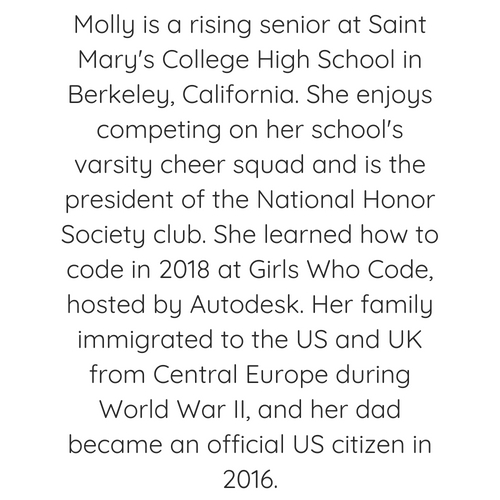 Molly is a rising senior at Saint
Mary's College High School in
Berkeley, California. She enjoys
competing on her school's
varsity cheer squad and is the
president of the National Honor
Society club. She learned how to
code in 2018 at Girls Who Code,
hosted by Autodesk. Her family
immigrated to the US and UK
from Central Europe during
World War II, and her dad
became an official US citizen in
2016.